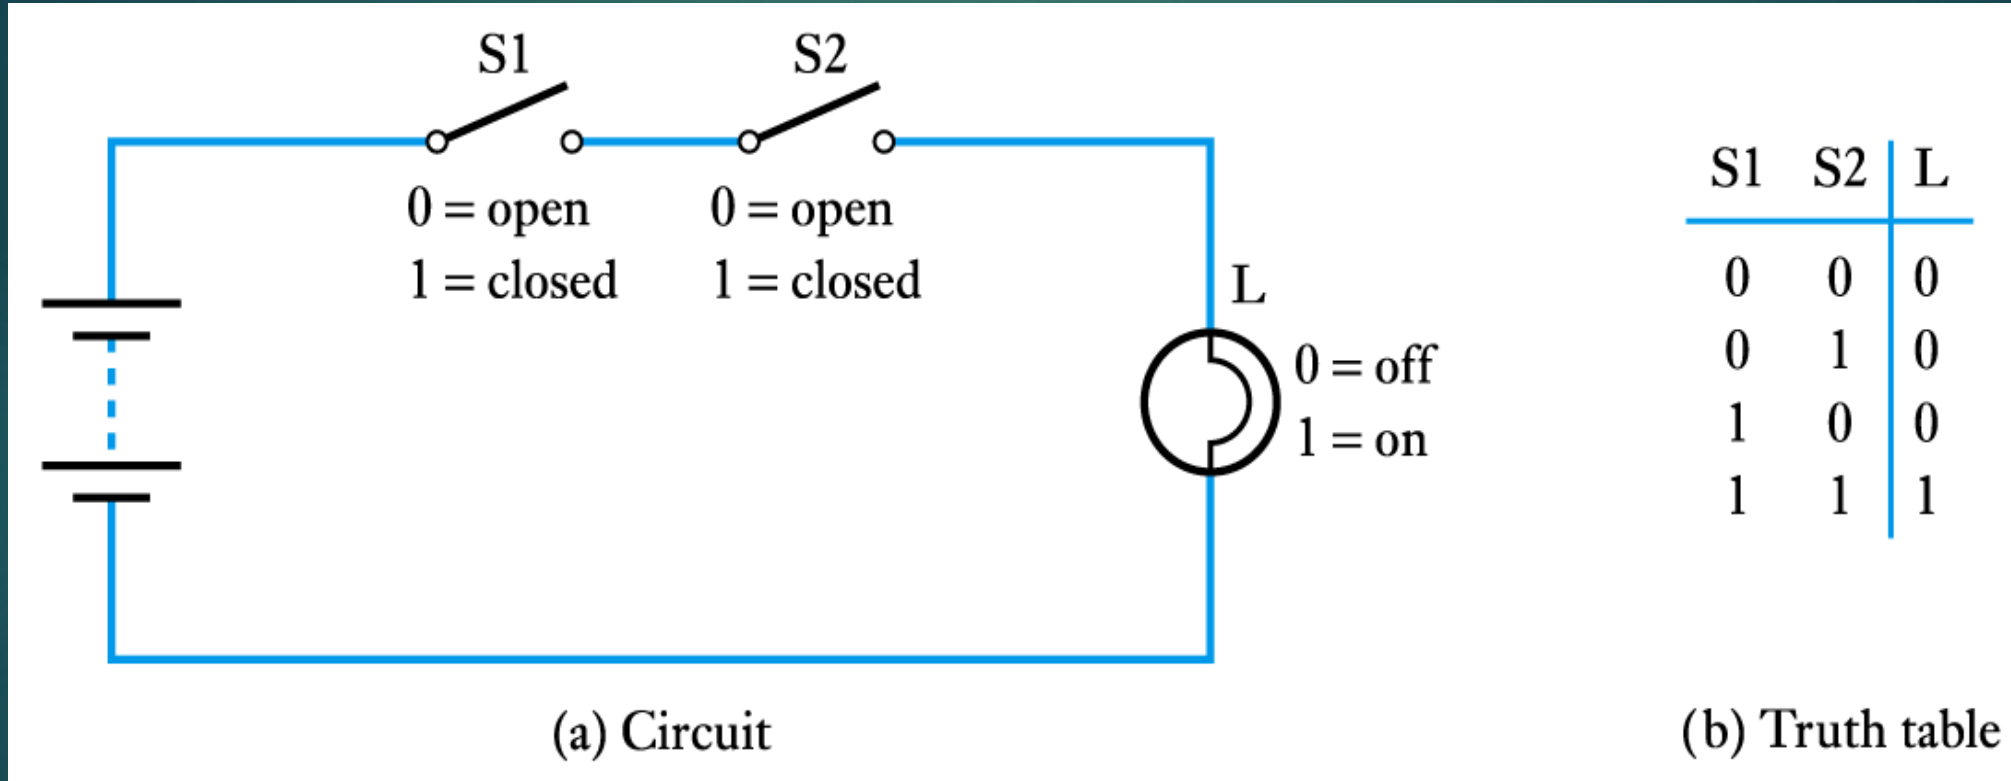 S1 S2
0 = open 0 = open
1 = closed 1 = closed
L
0 = off
1 = on
(a) Circuit
S1 S2 L
0 0 0
0 1 0
1 0 0
1 1 1
(b) Truth table